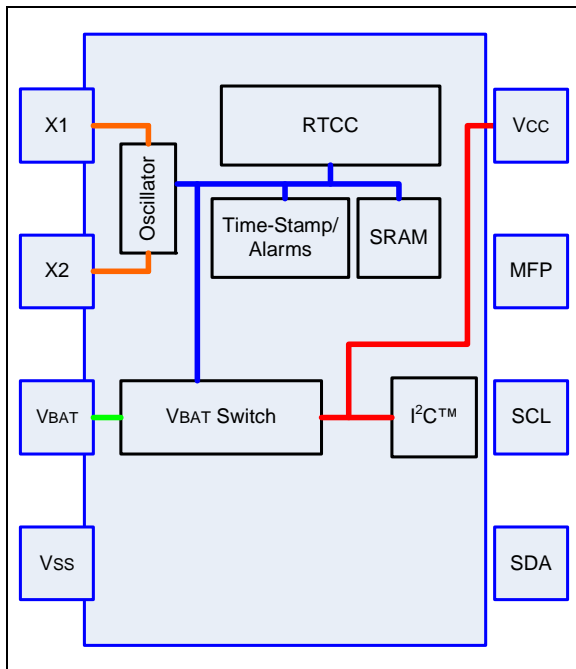 X1
RTCC
VCC
Oscillator
Time-Stamp/
Alarms
SRAM
X2
MFP
VBAT
VBAT Switch
I²C™
SCL
VSS
SDA